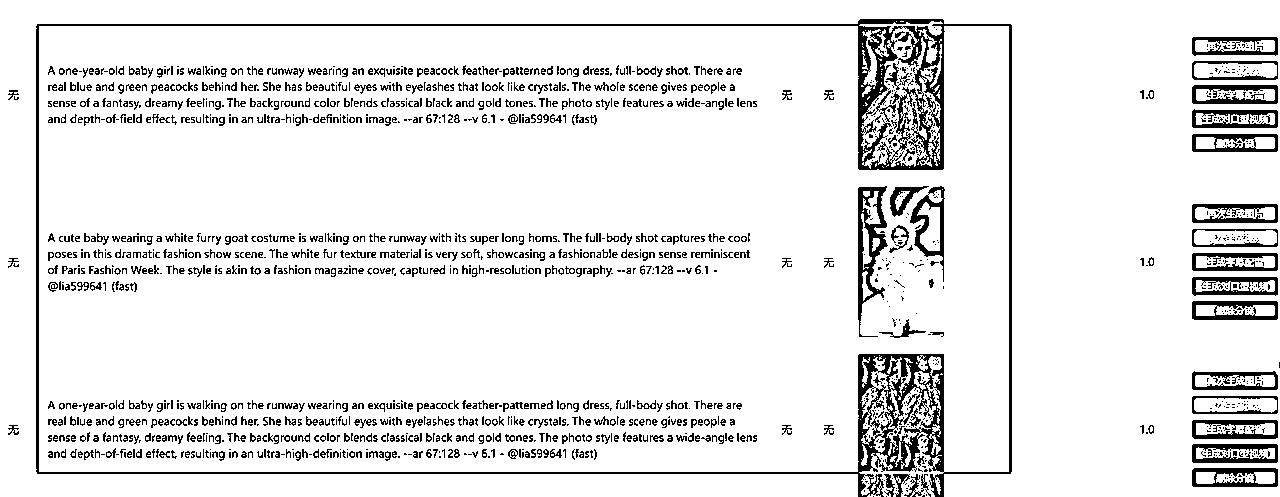 再次生成图片
A one-year-old baby girl is walking on the runway wearing an exquisite peacock feather-patterned long dress, full-body shot. There are
real blue and green peacocks behind her. She has beautiful eyes with eyelashes that look like crystals. The whole scene gives people a
无 无 无 1.0
生成字幕配音
sense of a fantasy, dreamy feeling. The background color blends classical black and gold tones. The photo style features a wide-angle lens
and depth-of-field effect, resulting in an ultra-high-definition image. --ar 67:128 --v 6.1 - @lia599641 (fast)
生成对口型视频
删除分镜
再次生成图片
A cute baby wearing a white furry goat costume is walking on the runway with its super long horns. The full-body shot captures the cool
poses in this dramatic fashion show scene. The white fur texture material is very soft, showcasing a fashionable design sense reminiscent
无 无 无 1.0
生成字幕配音
of Paris Fashion Week. The style is akin to a fashion magazine cover, captured in high-resolution photography. --ar 67:128 --v 6.1 -
@lia599641 (fast)
生成对口型视频
删除分镜
再次生成图片
A one-year-old baby girl is walking on the runway wearing an exquisite peacock feather-patterned long dress, full-body shot. There are
real blue and green peacocks behind her. She has beautiful eyes with eyelashes that look like crystals. The whole scene gives people a
无 无 无 1.0
生成字幕配音
sense of a fantasy, dreamy feeling. The background color blends classical black and gold tones. The photo style features a wide-angle lens
and depth-of-field effect, resulting in an ultra-high-definition image. --ar 67:128 --v 6.1 - @lia599641 (fast)
生成对口型视频
删除分镜